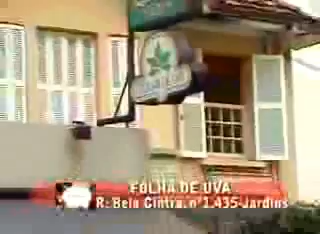 FOLHA DE UVA
R: Bela Cintra, nº 1.435-Jardins